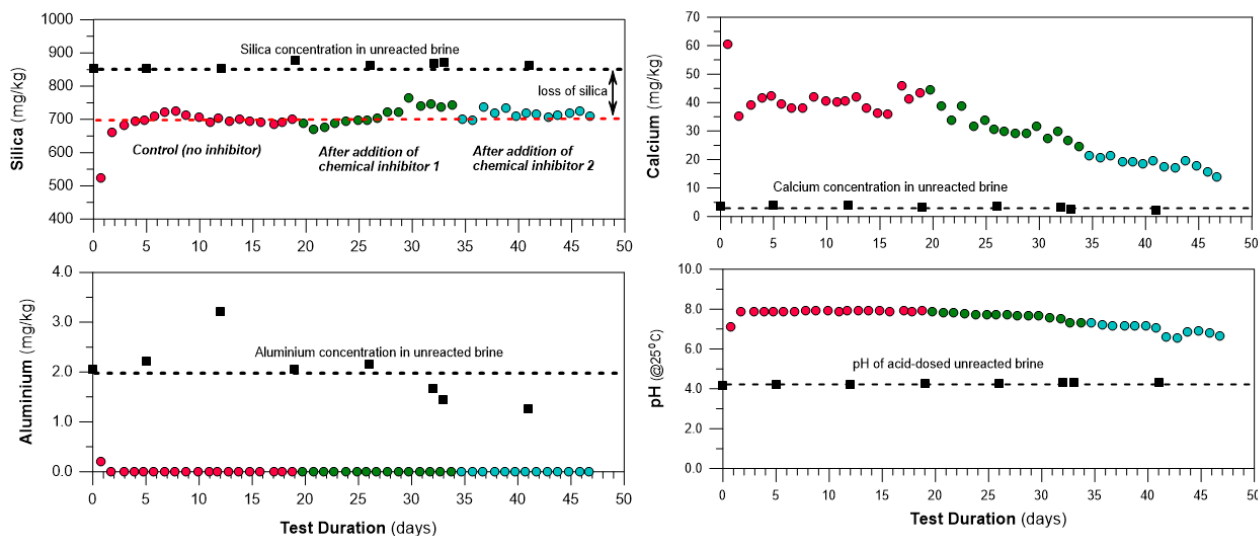 1000
900
800
700
600
500
400
Silica (mg/kg)
Silica concentration in unreacted brine
loss of silica
Control (no inhibitor)
After addition of
chemical inhibitor 1
After addition of
chemical inhibitor 2
0 5 10 15 20 25 30 35 40 45 50
70
60
50
40
30
20
10
0
Calcium (mg/kg)
Calcium concentration in unreacted brine
0 5 10 15 20 25 30 35 40 45 50
4.0
3.0
2.0
1.0
0.0
Aluminium (mg/kg)
Aluminium concentration in unreacted brine
0 5 10 15 20 25 30 35 40 45 50
Test Duration (days)
10.0
8.0
6.0
4.0
2.0
0.0
pH (@25⁰C)
pH of acid-dosed unreacted brine
0 5 10 15 20 25 30 35 40 45 50
Test Duration (days)